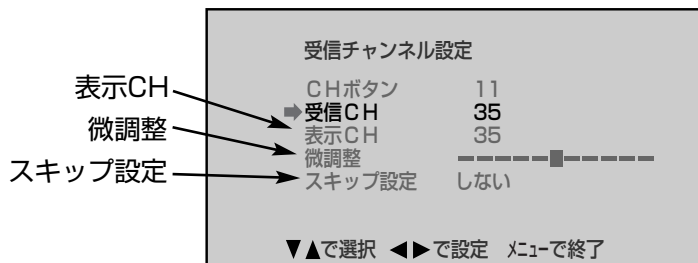 受信チャンネル設定
CHボタン 11
➡受信CH 35
表示CH 35
微調整
スキップ設定 しない
▼▲で選択 ◀▶で設定 メニューで終了
表示CH
微調整
スキップ設定